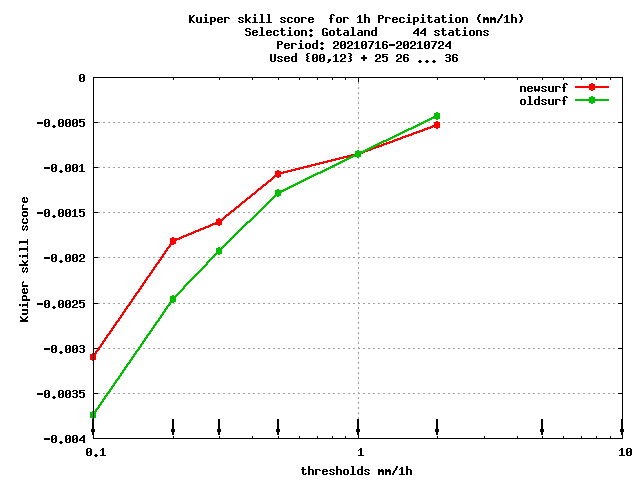 Kuiper skill score  for 1h Precipitation (mm/1h)
Selection: Gotaland     44 stations
Period: 20210716-20210724
Used {00,12} + 25 26 ... 36
newsurf
oldsurf
0
-0.0005
-0.001
-0.0015
-0.002
-0.0025
-0.003
-0.0035
-0.004
Kuiper skill score
0.1
1
10
thresholds mm/1h